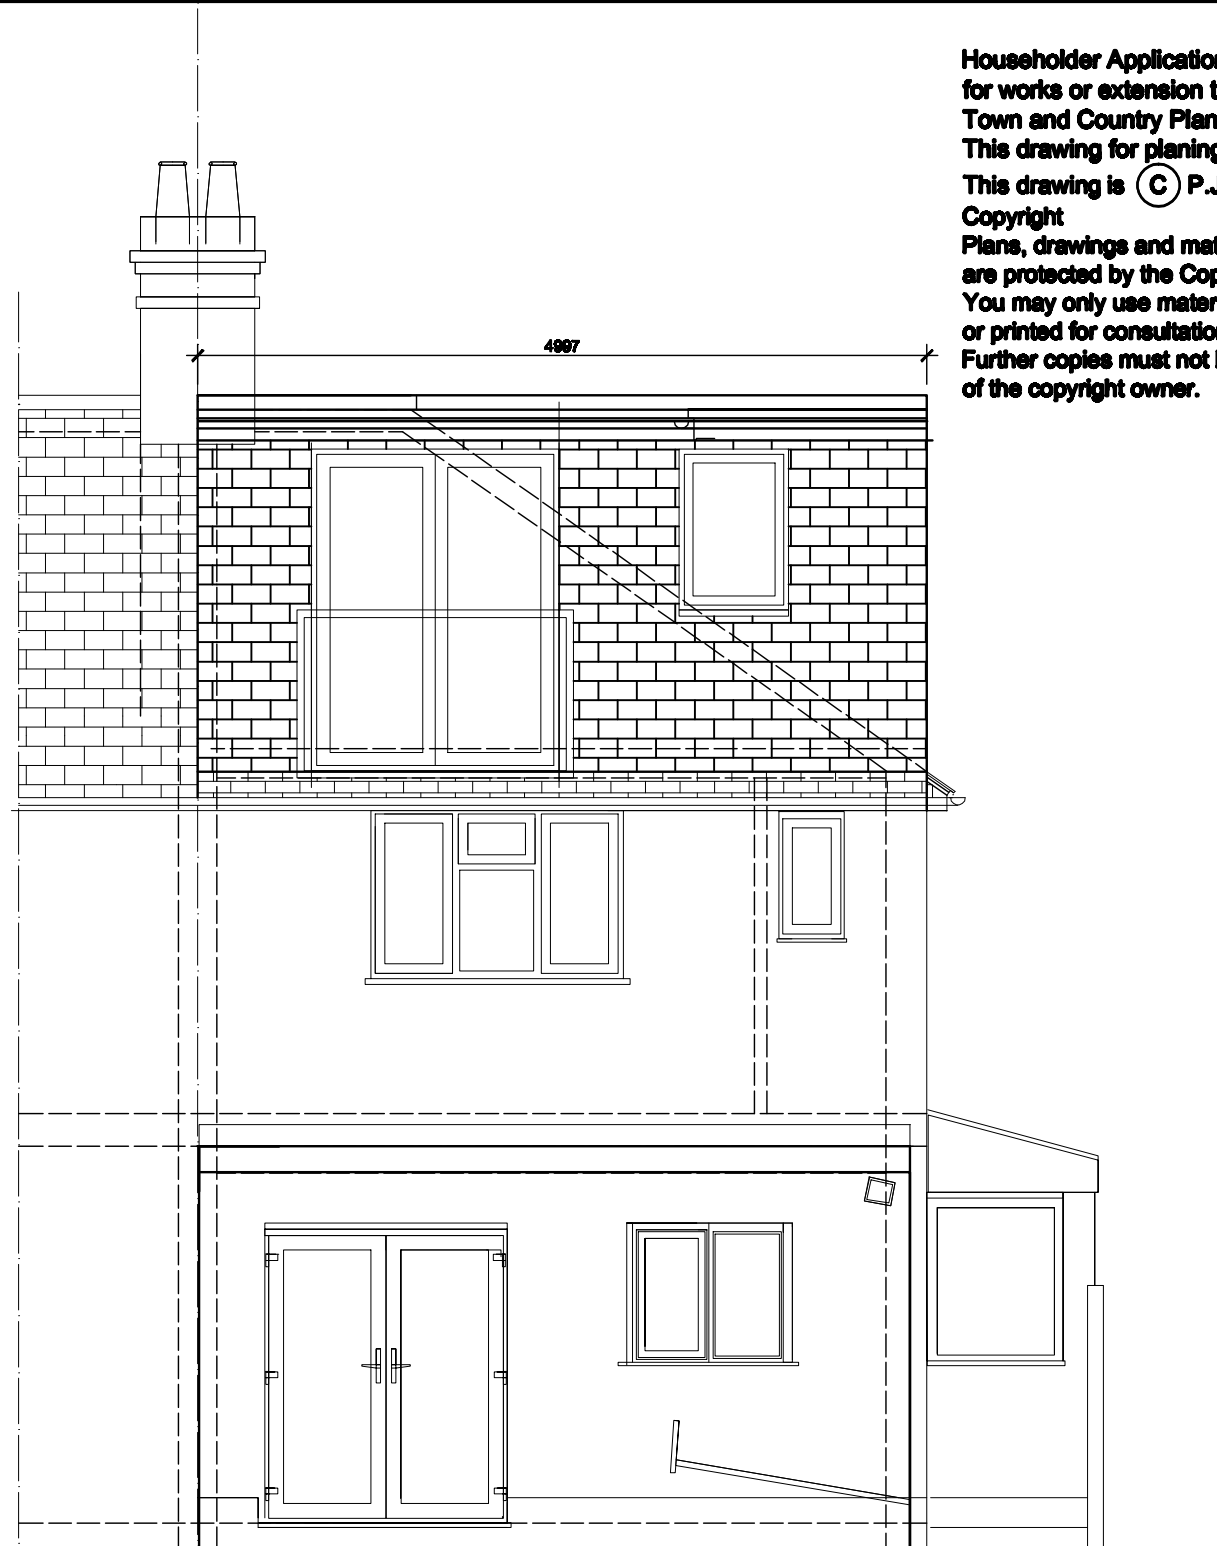 Householder Application
for works or extension t
Town and Country Plan
This drawing for planing
This drawing is C P.J
Copyright
Plans, drawings and mat
are protected by the Cop
You may only use mater
or printed for consultation
Further copies must not
of the copyright owner.
4997